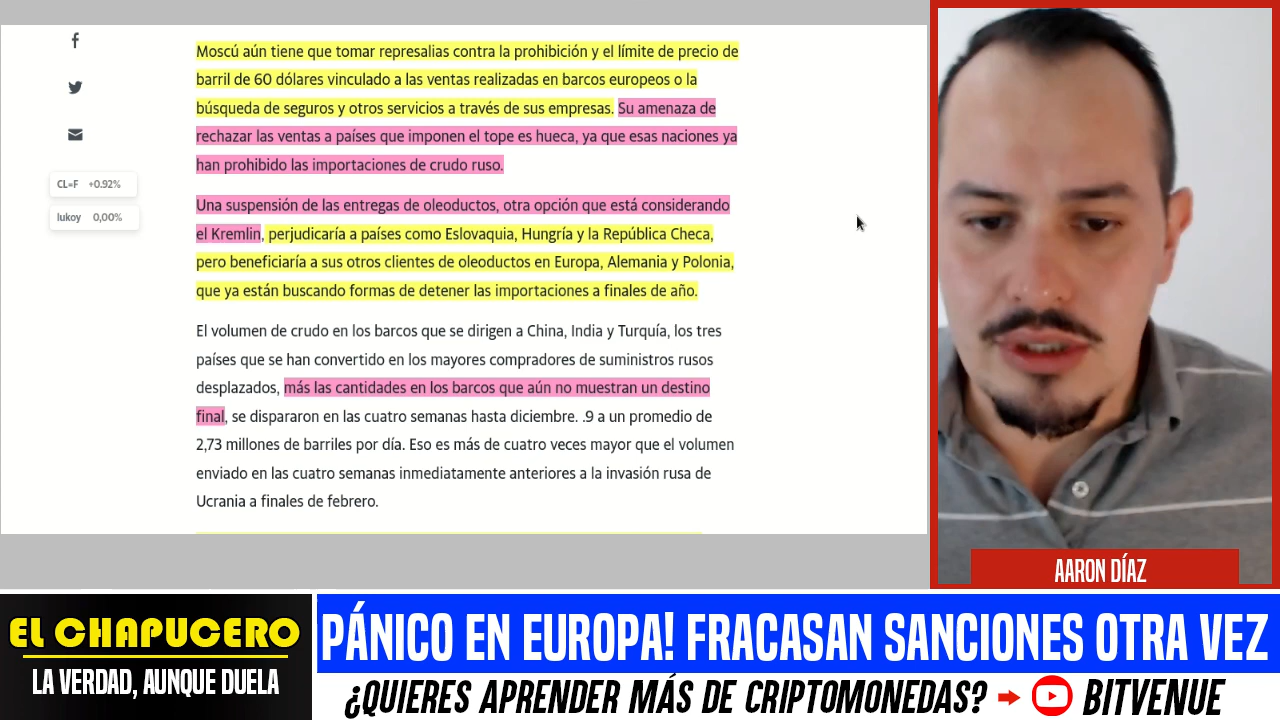 Moscú aún tiene que tomar represalias contra la prohibición y el límite de precio de
barril de 60 dólares vinculado a las ventas realizadas en barcos europeos o la
búsqueda de seguros y otros servicios a través de sus empresas. Su amenaza de
rechazar las ventas a países que imponen el tope es hueca, ya que esas naciones ya
han prohibido las importaciones de crudo ruso.
CL=F +0.92%
lukoy 0,00%
Una suspensión de las entregas de oleoductos, otra opción que está considerando
el Kremlin, perjudicaría a países como Eslovaquia, Hungría y la República Checa,
pero beneficiaría a sus otros clientes de oleoductos en Europa, Alemania y Polonia,
que ya están buscando formas de detener las importaciones a finales de año.
El volumen de crudo en los barcos que se dirigen a China, India y Turquía, los tres
países que se han convertido en los mayores compradores de suministros rusos
desplazados, más las cantidades en los barcos que aún no muestran un destino
final, se dispararon en las cuatro semanas hasta diciembre. .9 a un promedio de
2,73 millones de barriles por día. Eso es más de cuatro veces mayor que el volumen
enviado en las cuatro semanas inmediatamente anteriores a la invasión rusa de
Ucrania a finales de febrero.
AARON DÍAZ
EL CHAPUCERO
LA VERDAD, AUNQUE DUELA
PÁNICO EN EUROPA! FRACASAN SANCIONES OTRA VEZ
¿QUIERES APRENDER MÁS DE CRIPTOMONEDAS? BITVENUE